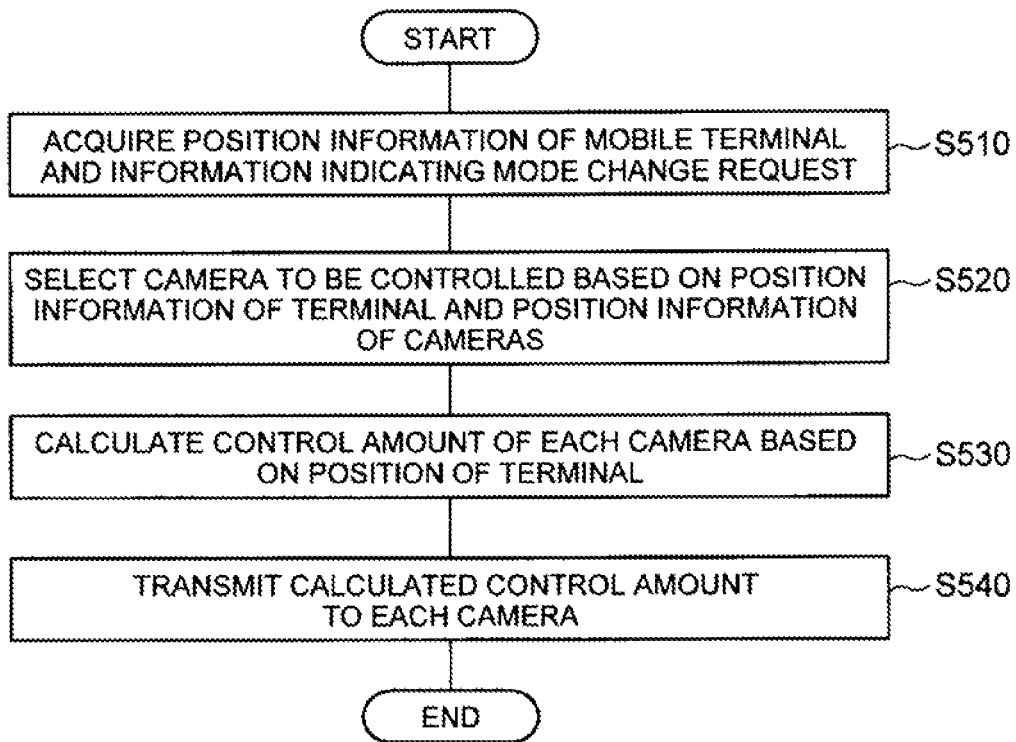 START
ACQUIRE POSITION INFORMATION OF MOBILE TERMINAL
AND INFORMATION INDICATING MODE CHANGE REQUEST
S510
SELECT CAMERA TO BE CONTROLLED BASED ON POSITION
INFORMATION OF TERMINAL AND POSITION INFORMATION
OF CAMERAS
S520
CALCULATE CONTROL AMOUNT OF EACH CAMERA BASED
ON POSITION OF TERMINAL
S530
TRANSMIT CALCULATED CONTROL AMOUNT
TO EACH CAMERA
S540
END